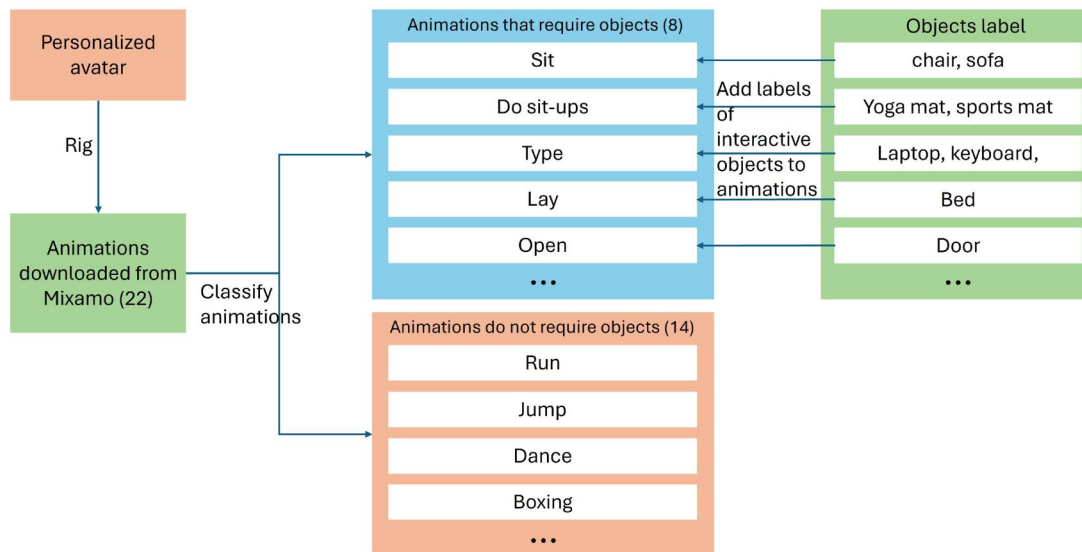 Personalized
avatar
Rig
Animations
downloaded from
Mixamo (22)
Classify
animations
Animations that require objects (8)
Sit
Do sit-ups
Type
Lay
Open
...
Add labels
of
interactive
objects to
animations
Objects label
chair, sofa
Yoga mat, sports mat
Laptop, keyboard,
Bed
Door
...
Animations do not require objects (14)
Run
Jump
Dance
Boxing
...